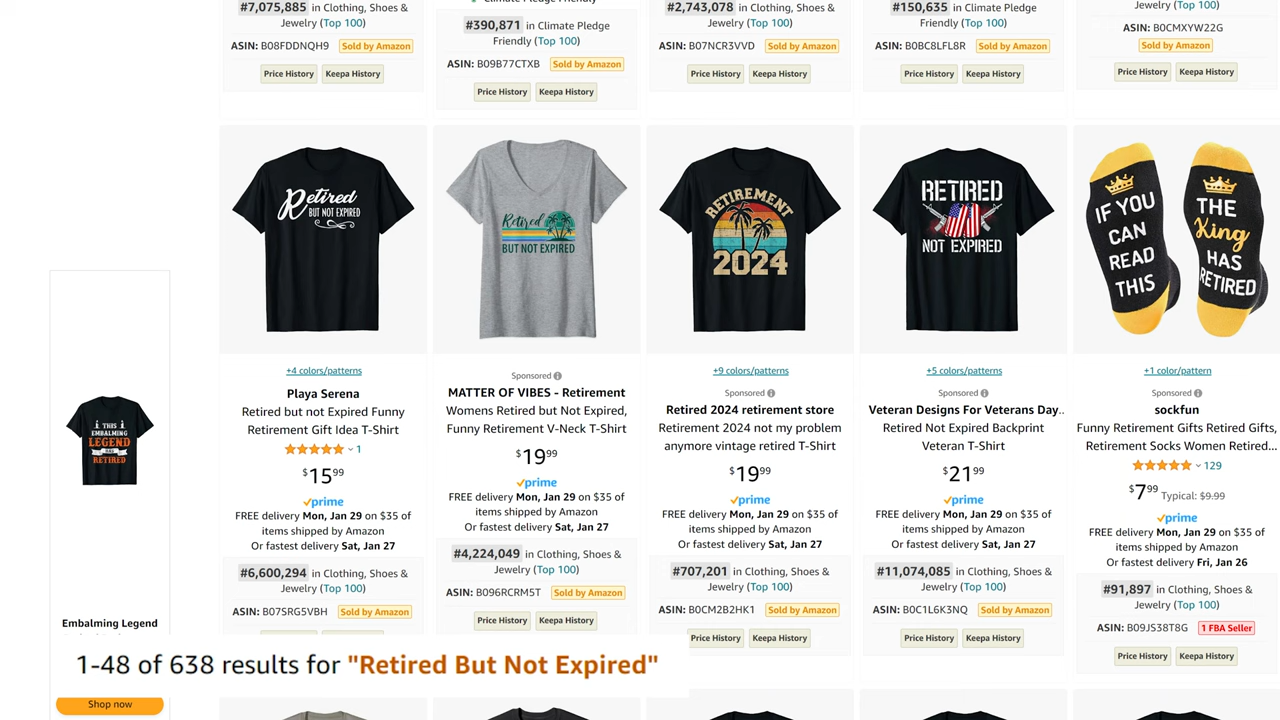 #7,075,885 in Clothing, Shoes &
Jewelry (Top 100)
ASIN: B08FDDNQH9 Sold by Amazon
Price History Keepa History
#390,871 in Climate Pledge
Friendly (Top 100)
ASIN: B09B77CTXB Sold by Amazon
Price History Keepa History
#2,743,078 in Clothing, Shoes &
Jewelry (Top 100)
ASIN: B07NCR3VVD Sold by Amazon
Price History Keepa History
#150,635 in Climate Pledge
Friendly (Top 100)
ASIN: B0BC8LFL8R Sold by Amazon
Price History Keepa History
Jewelry (Top 100)
ASIN: B0CMXYW22G
Sold by Amazon
Price History Keepa History
Retired
BUT NOT EXPIRED
+4 colors/patterns
Playa Serena
Retired but not Expired Funny
Retirement Gift Idea T-Shirt
1
$15.99
prime
FREE delivery Mon, Jan 29 on $35 of
items shipped by Amazon
Or fastest delivery Sat, Jan 27
#6,600,294 in Clothing, Shoes &
Jewelry (Top 100)
ASIN: B07SRG5VBH Sold by Amazon
Retired
BUT NOT EXPIRED
Sponsored
MATTER OF VIBES - Retirement
Womens Retired but Not Expired,
Funny Retirement V-Neck T-Shirt
$19.99
prime
FREE delivery Mon, Jan 29 on $35 of
items shipped by Amazon
Or fastest delivery Sat, Jan 27
#4,224,049 in Clothing, Shoes &
Jewelry (Top 100)
ASIN: B096RCRM5T Sold by Amazon
Price History Keepa History
RETIREMENT
2024
+9 colors/patterns
Sponsored
Retired 2024 retirement store
Retirement 2024 not my problem
anymore vintage retired T-Shirt
$19.99
prime
FREE delivery Mon, Jan 29 on $35 of
items shipped by Amazon
Or fastest delivery Sat, Jan 27
#707,201 in Clothing, Shoes &
Jewelry (Top 100)
ASIN: B0CM2B2HK1 Sold by Amazon
Price History Keepa History
RETIRED
NOT EXPIRED
+5 colors/patterns
Sponsored
Veteran Designs For Veterans Day..
Retired Not Expired Backprint
Veteran T-Shirt
$21.99
prime
FREE delivery Mon, Jan 29 on $35 of
items shipped by Amazon
Or fastest delivery Sat, Jan 27
#11,074,085 in Clothing, Shoes &
Jewelry (Top 100)
ASIN: B0C1L6K3NQ Sold by Amazon
Price History Keepa History
IF YOU
CAN
READ
THIS
THE
King
HAS
RETIRED
+1 color/pattern
Sponsored
sockfun
Funny Retirement Gifts Retired Gifts,
Retirement Socks Women Retired...
129
$7.99 Typical: $9.99
prime
FREE delivery Mon, Jan 29 on $35 of
items shipped by Amazon
Or fastest delivery Fri, Jan 26
#91,897 in Clothing, Shoes &
Jewelry (Top 100)
ASIN: B09JS38T8G 1 FBA Seller
Price History Keepa History
THIS
EMBALMING
LEGEND
HAS
RETIRED
Embalming Legend
Shop now
1-48 of 638 results for "Retired But Not Expired"